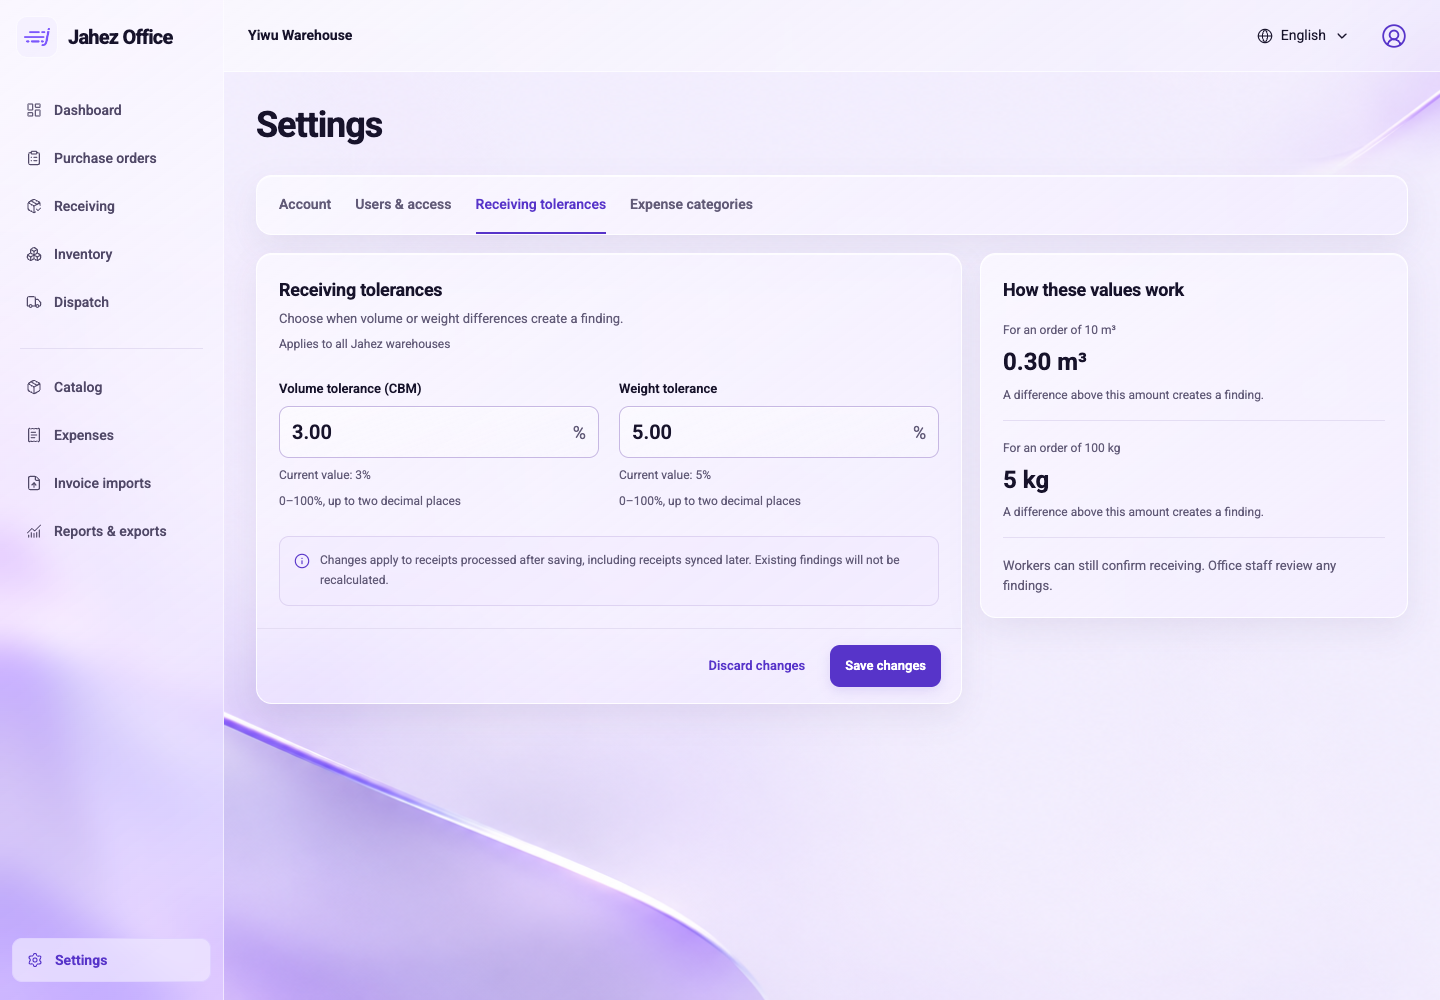 Jahez Office
Yiwu Warehouse
English
Dashboard
Purchase orders
Receiving
Inventory
Dispatch
Catalog
Expenses
Invoice imports
Reports & exports
Settings
Settings
Account
Users & access
Receiving tolerances
Expense categories
Receiving tolerances
Choose when volume or weight differences create a finding.
Applies to all Jahez warehouses
Volume tolerance (CBM)
3.00 %
Current value: 3%
0–100%, up to two decimal places
Weight tolerance
5.00 %
Current value: 5%
0–100%, up to two decimal places
Changes apply to receipts processed after saving, including receipts synced later. Existing findings will not be
recalculated.
Discard changes
Save changes
How these values work
For an order of 10 m³
0.30 m³
A difference above this amount creates a finding.
For an order of 100 kg
5 kg
A difference above this amount creates a finding.
Workers can still confirm receiving. Office staff review any
findings.